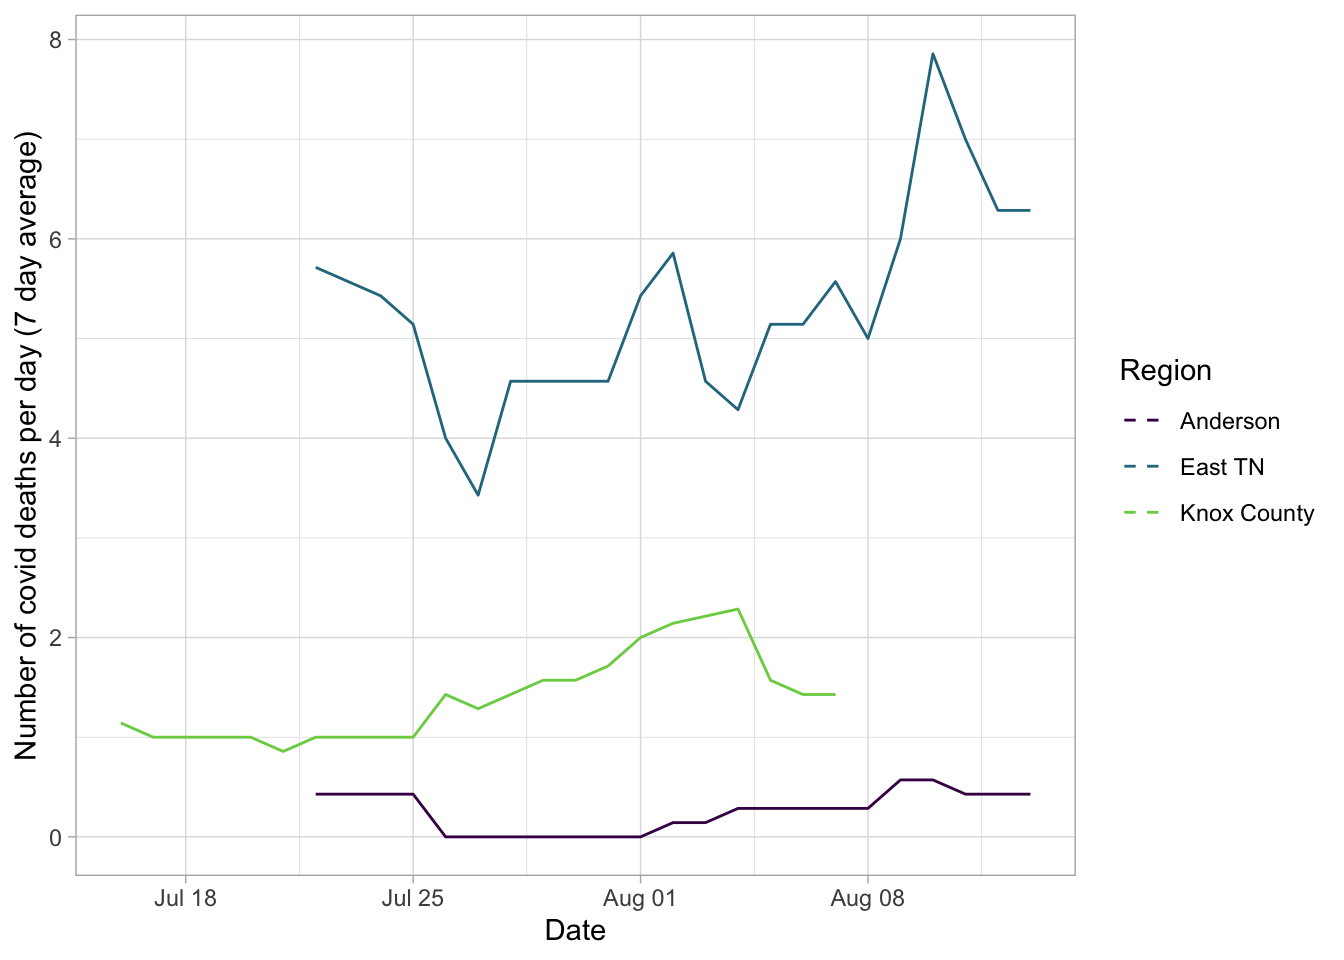 Number of covid deaths per day (7 day average)
8
6
4
2
0
Jul 18
Jul 25
Aug 01
Aug 08
Date
Region
Anderson
East TN
Knox County